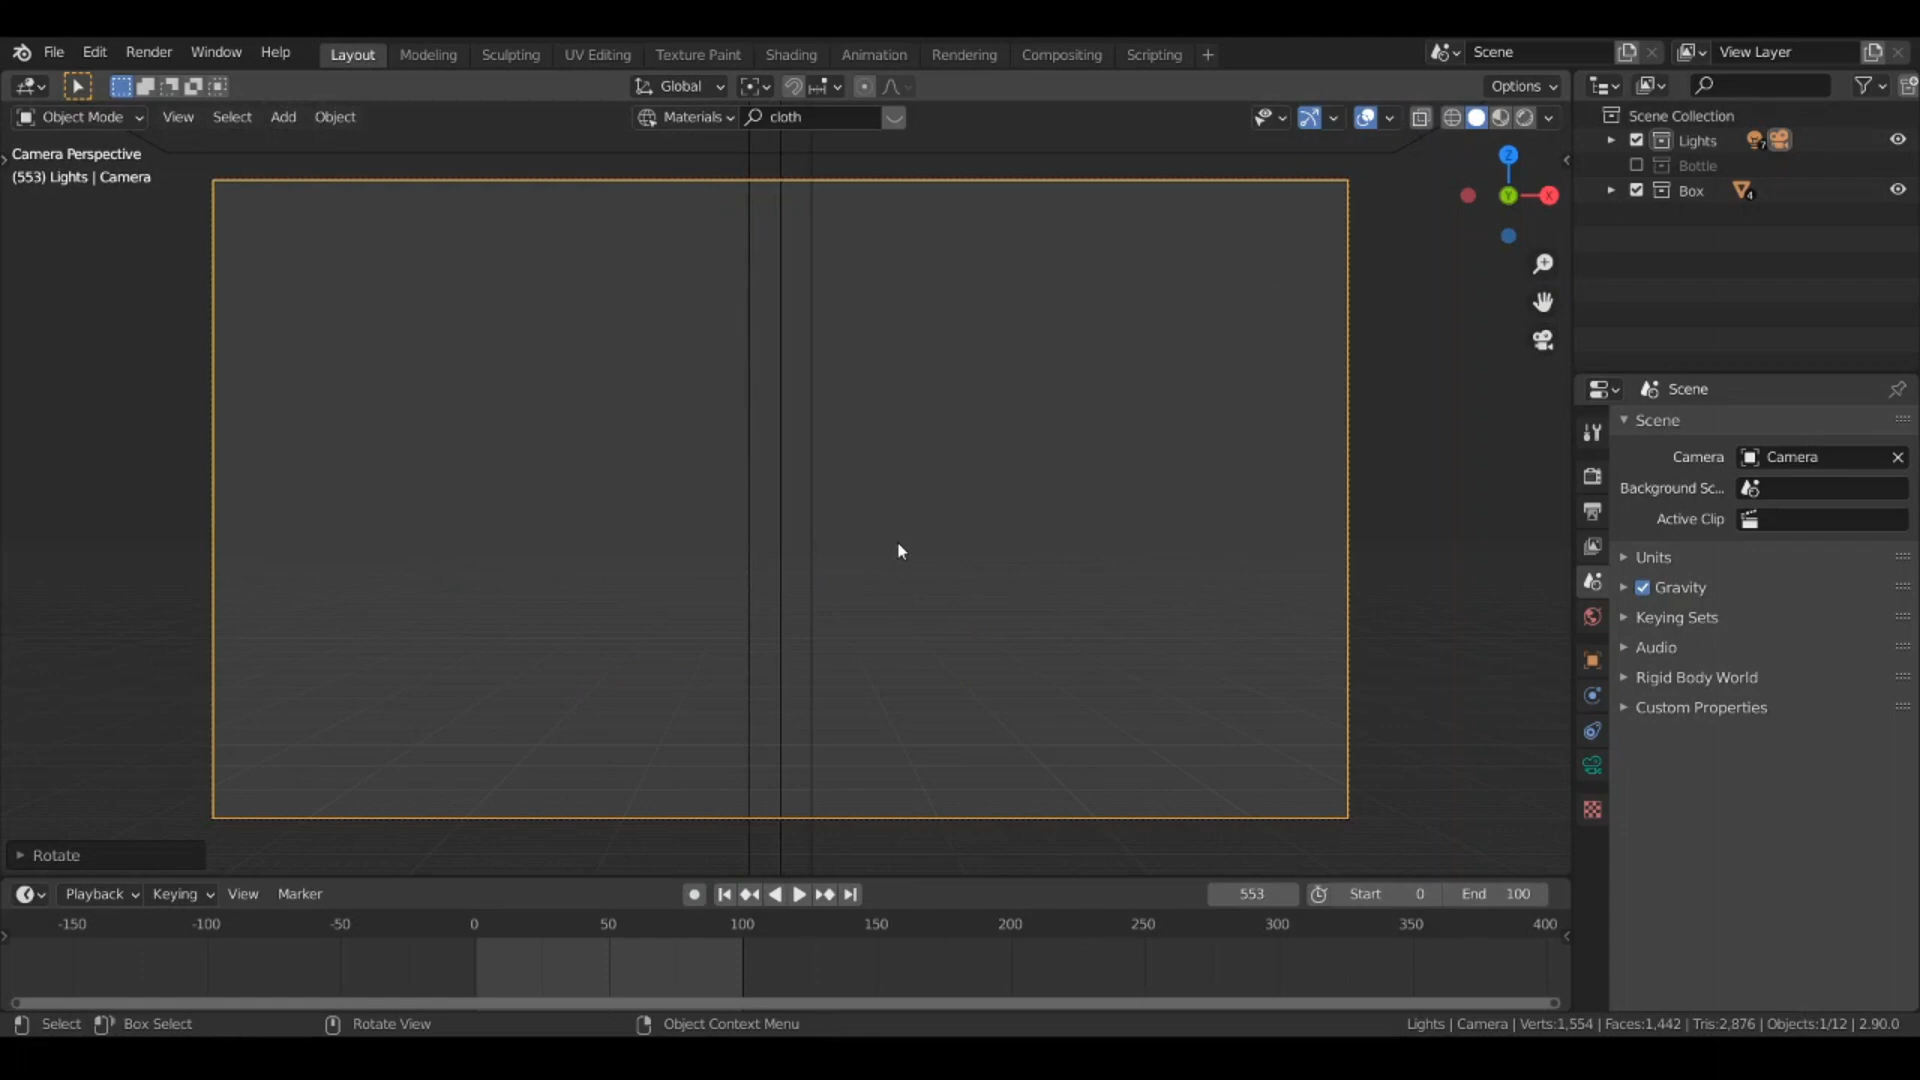 File Edit Render Window Help Layout Modeling Sculpting UV Editing Texture Paint Shading Animation Rendering Compositing Scripting + Scene View Layer
Global Options
Object Mode View Select Add Object Materials cloth
Camera Perspective
(553) Lights | Camera
Z
Y
X
Scene Collection
Lights 7
Bottle
Box 4
Scene
Scene
Camera Camera
Background Sc...
Active Clip
Units
Gravity
Keying Sets
Audio
Rigid Body World
Custom Properties
Rotate
Playback Keying View Marker 553 Start 0 End 100
-150 -100 -50 0 50 100 150 200 250 300 350 400
Select Box Select Rotate View Object Context Menu Lights | Camera | Verts:1,554 | Faces:1,442 | Tris:2,876 | Objects:1/12 | 2.90.0